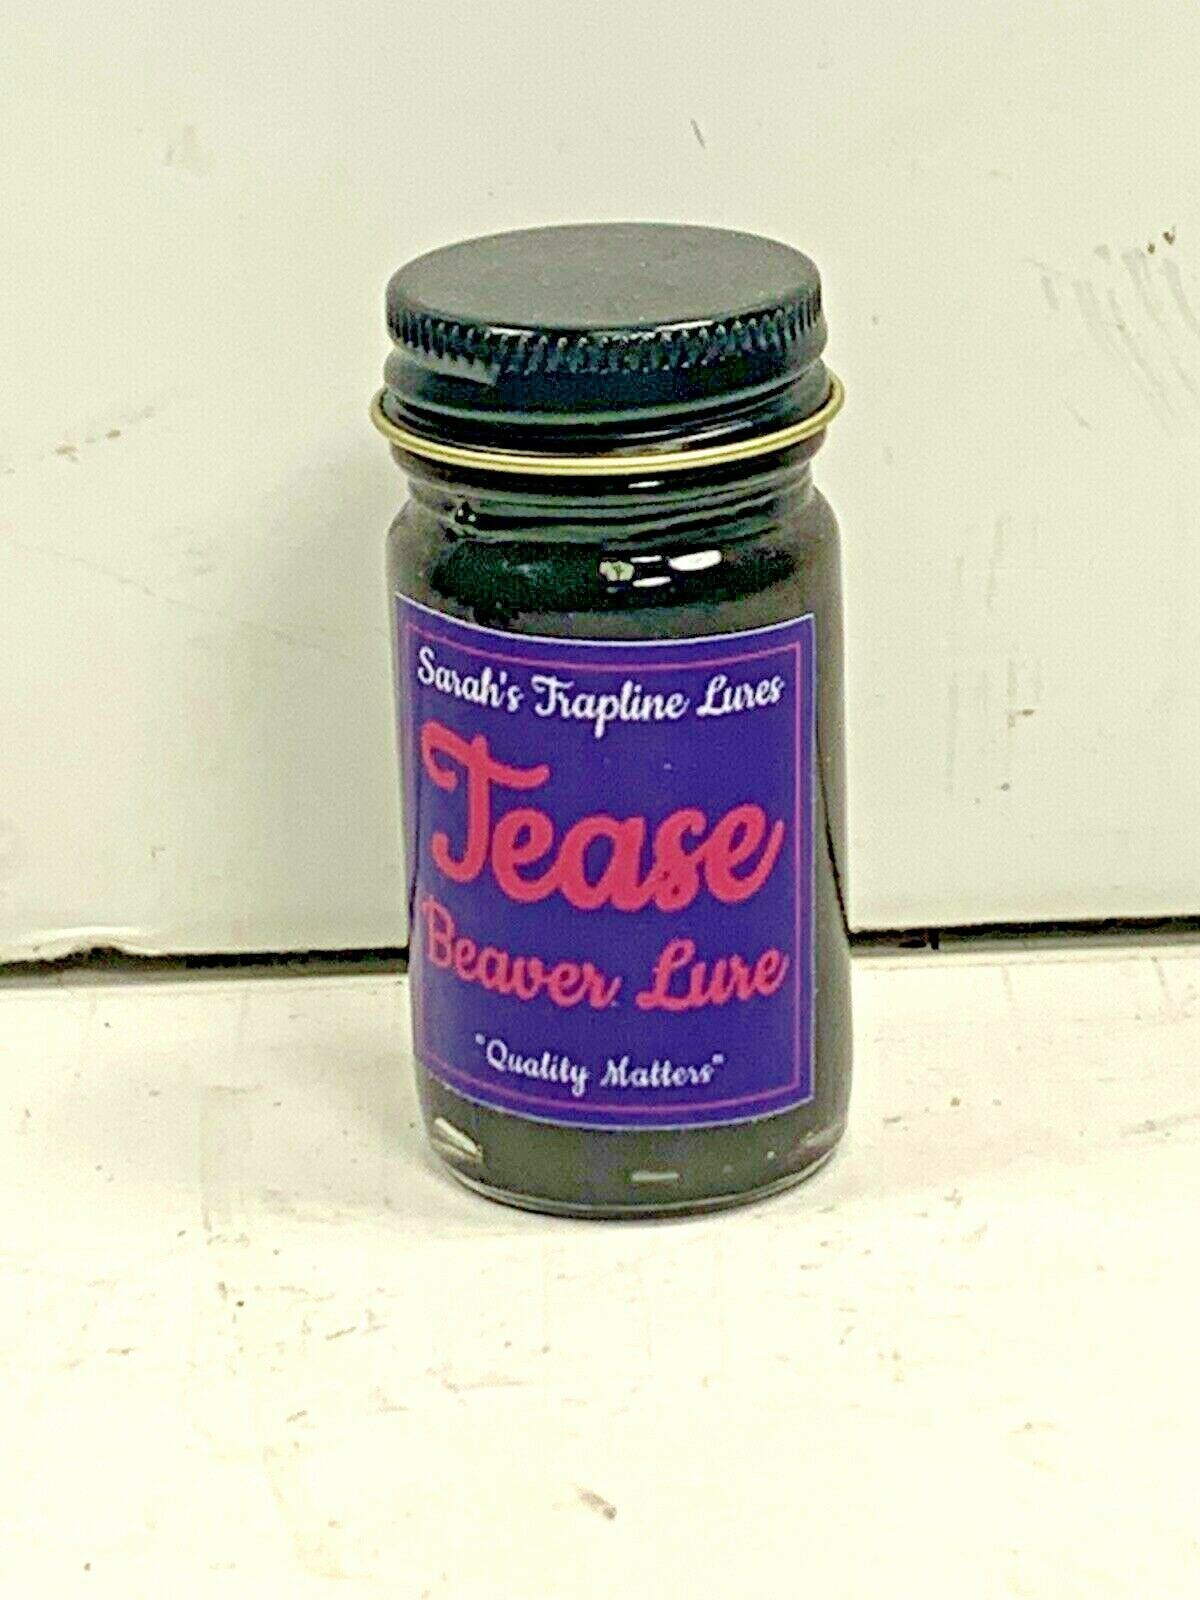 Sarah's Trapline Lures
Tease
Beaver Lure
"Quality Matters"